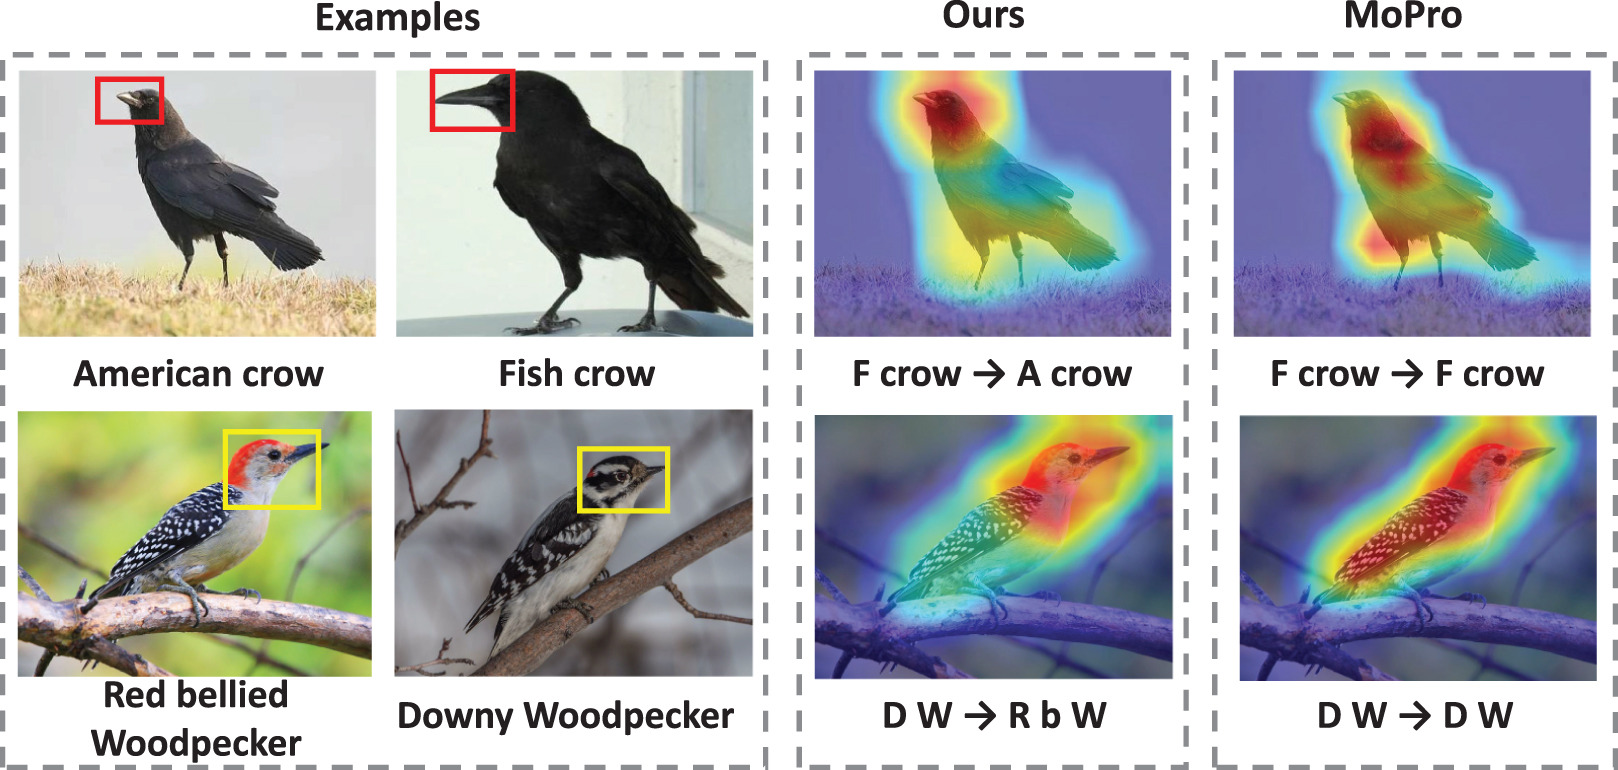 Examples
Ours
MoPro
American crow
Fish crow
F crow → A crow
F crow → F crow
Red bellied
Woodpecker
Downy Woodpecker
D W → R b W
D W → D W